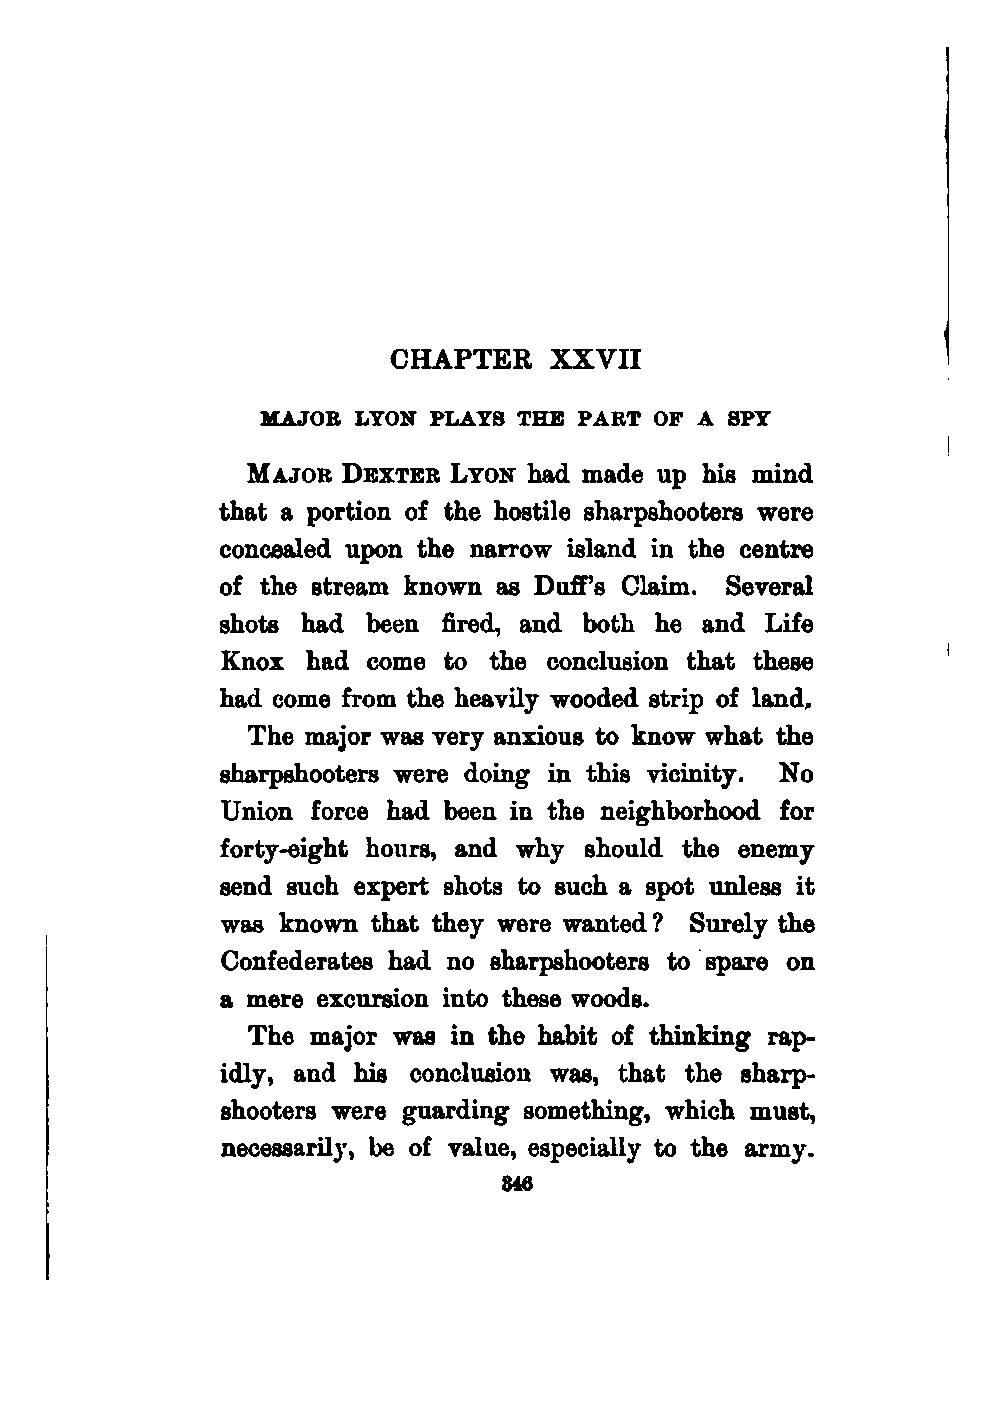 CHAPTER XXVII
MAJOR LYON PLAYS THE PART OF A SPY
MAJOR DEXTER LYON had made up his mind
that a portion of the hostile sharpshooters were
concealed upon the narrow island in the centre
of the stream known as Duff's Claim. Several
shots had been fired, and both he and Life
Knox had come to the conclusion that these
had come from the heavily wooded strip of land.
The major was very anxious to know what the
sharpshooters were doing in this vicinity. No
Union force had been in the neighborhood for
forty-eight hours, and why should the enemy
send such expert shots to such a spot unless it
was known that they were wanted? Surely the
Confederates had no sharpshooters to spare on
a mere excursion into these woods.
The major was in the habit of thinking rap-
idly, and his conclusion was, that the sharp-
shooters were guarding something, which must,
necessarily, be of value, especially to the army.
346